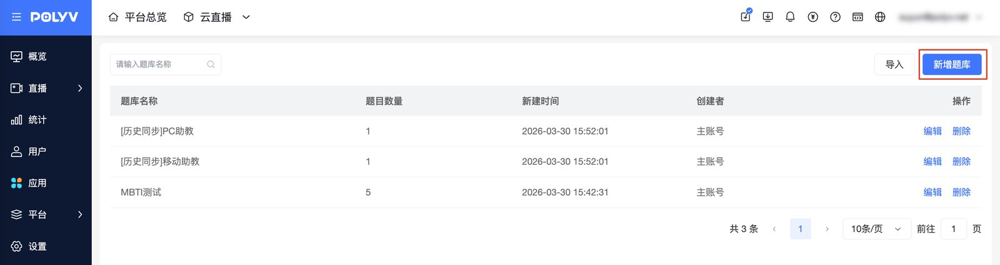 POLYV
平台总览
云直播
概览
直播
统计
用户
应用
平台
设置
请输入题库名称
导入
新增题库
题库名称 题目数量 新建时间 创建者 操作
[历史同步]PC助教 1 2026-03-30 15:52:01 主账号 编辑 删除
[历史同步]移动助教 1 2026-03-30 15:52:01 主账号 编辑 删除
MBTI测试 5 2026-03-30 15:42:31 主账号 编辑 删除
共 3 条 1 10条/页 前往 1 页